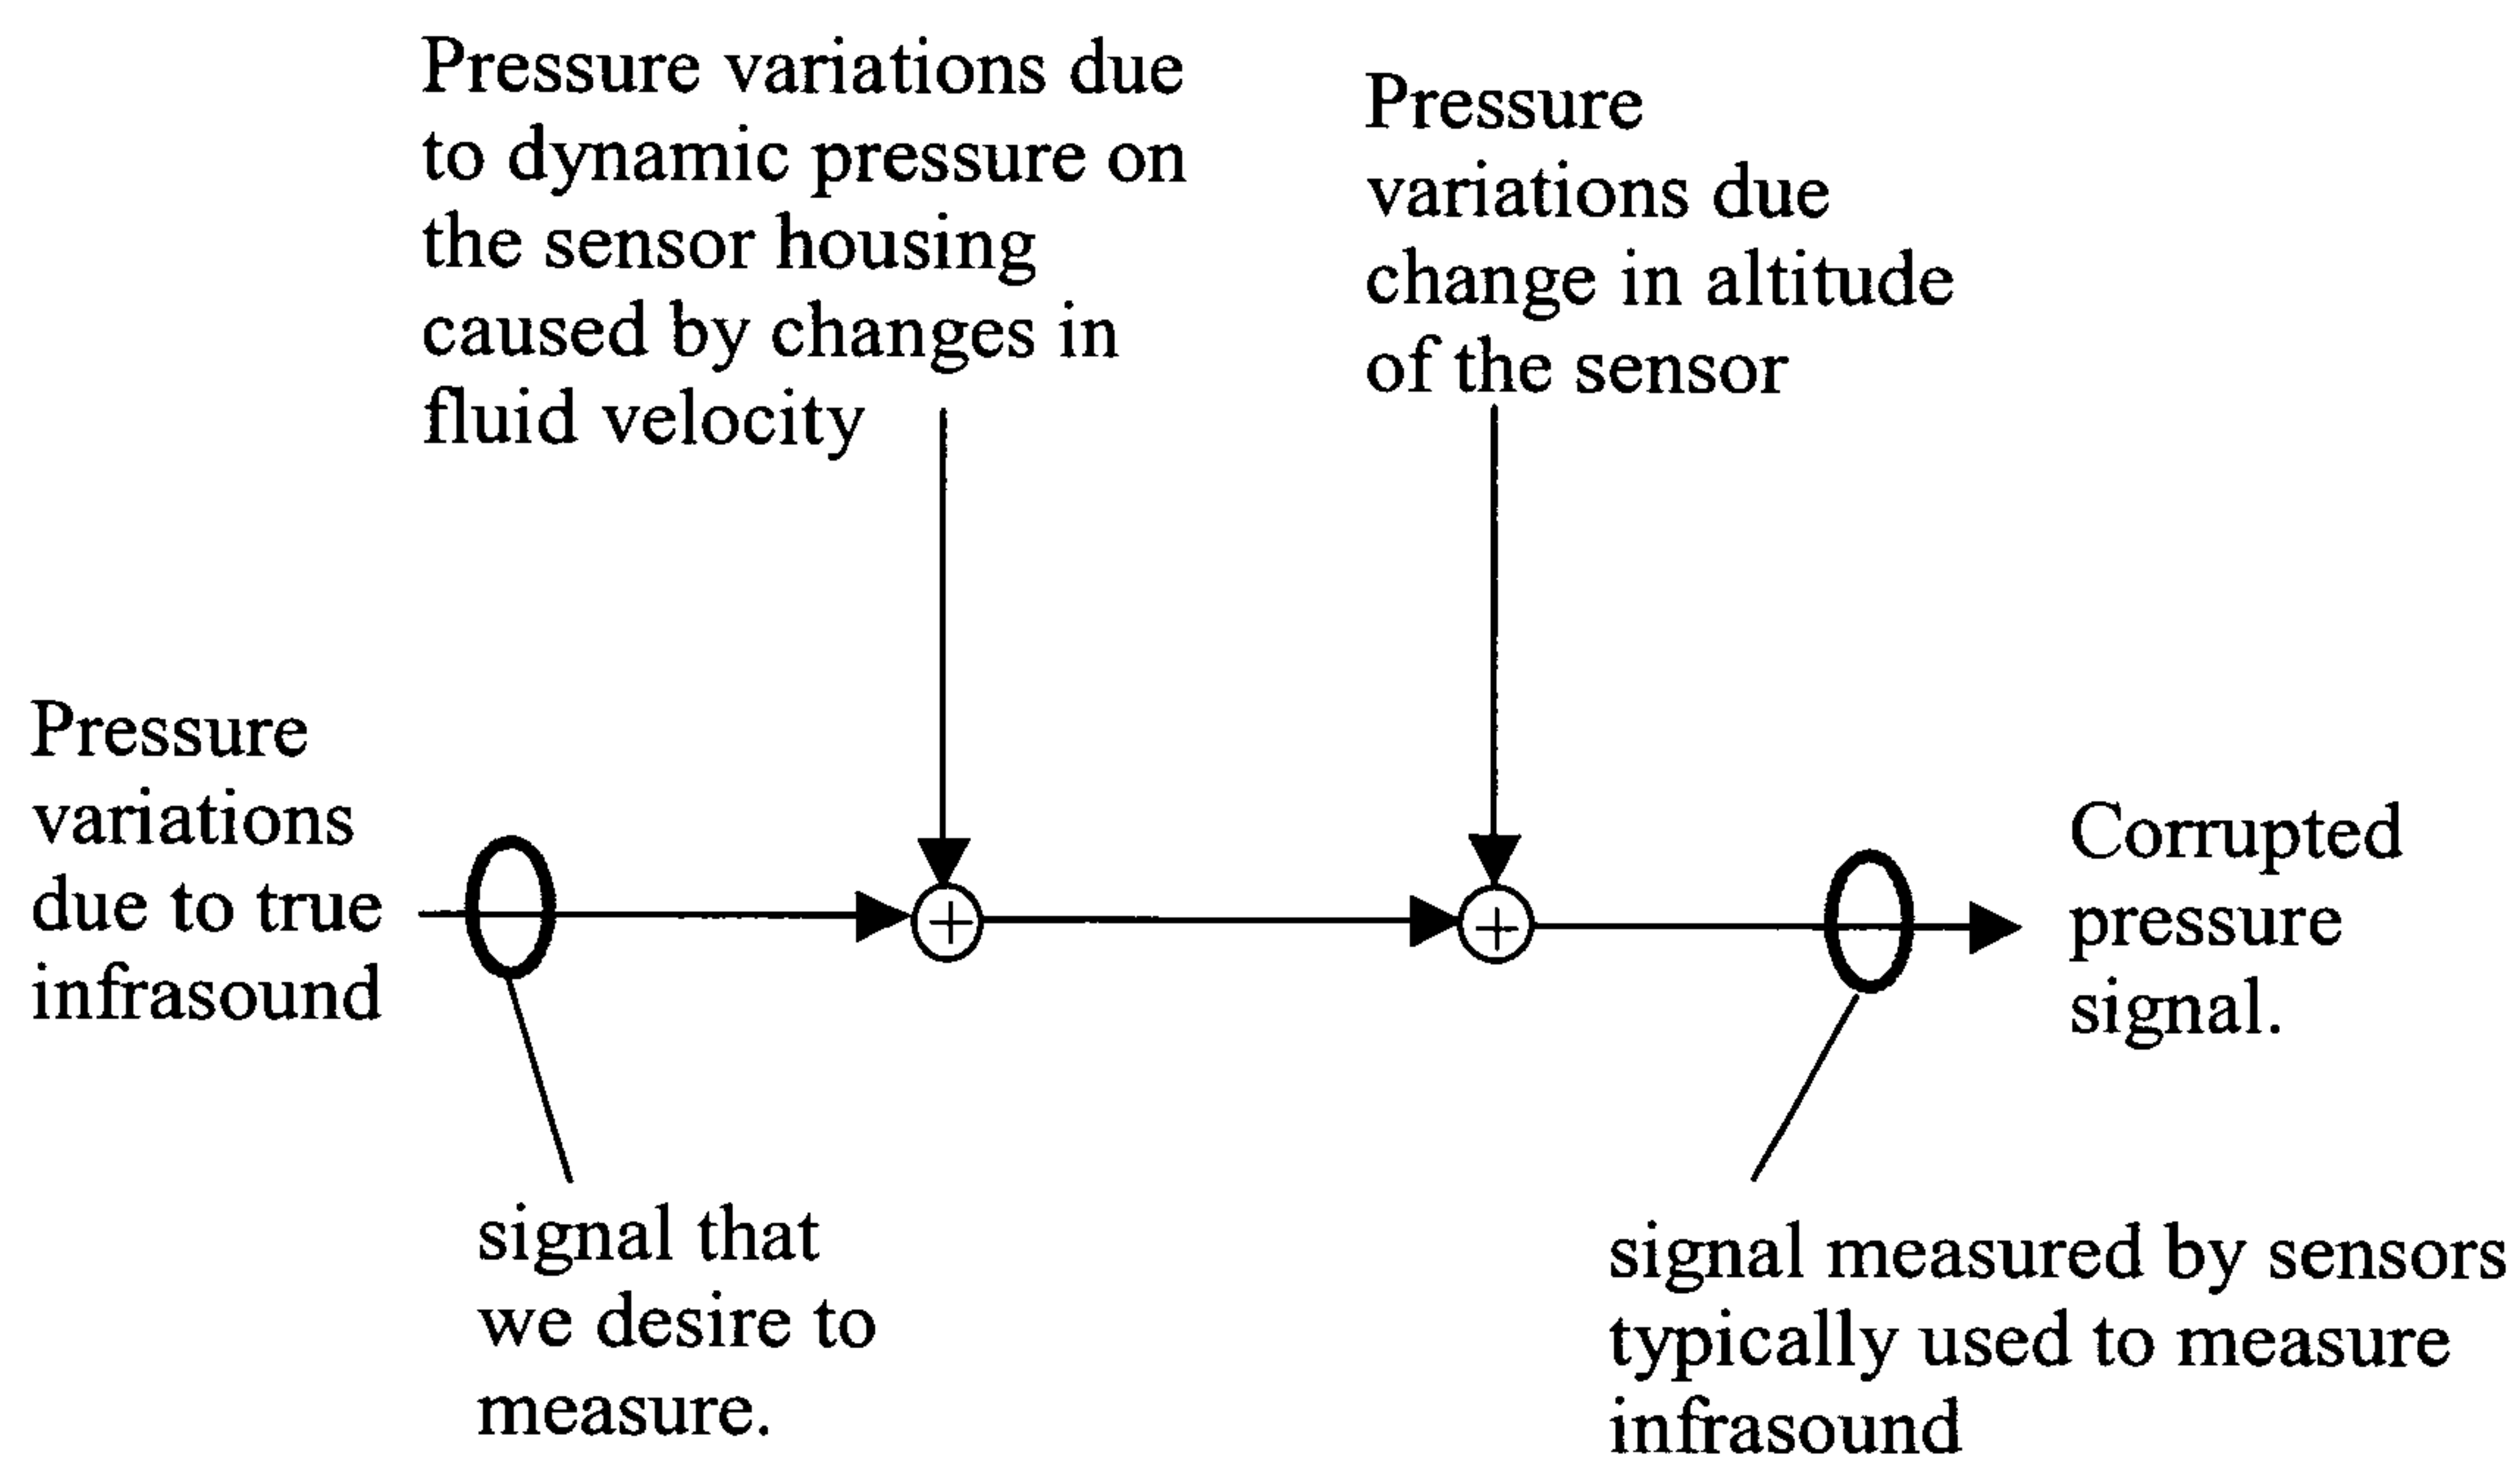 Pressure variations due
to dynamic pressure on
the sensor housing
caused by changes in
fluid velocity
Pressure
variations due
change in altitude
of the sensor
Pressure
variations
due to true
infrasound
+
+
Corrupted
pressure
signal.
signal that
we desire to
measure.
signal measured by sensors
typically used to measure
infrasound